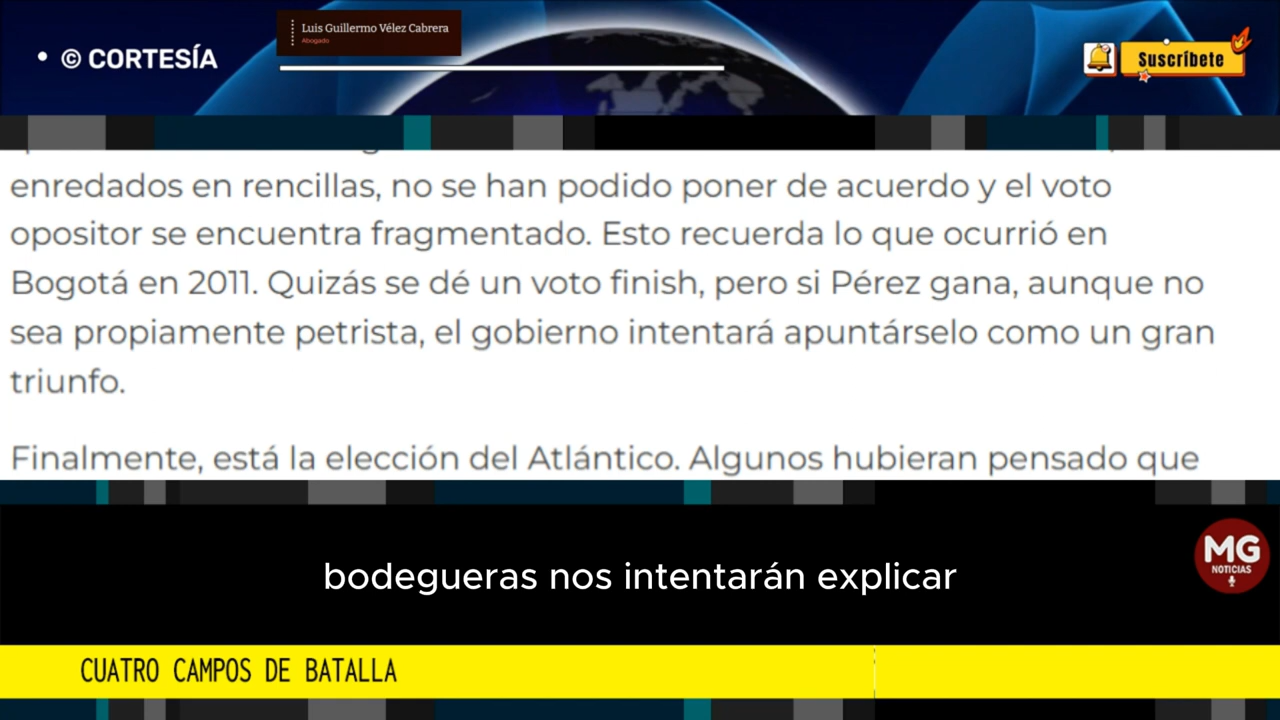 • © CORTESÍA
Luis Guillermo Vélez Cabrera
Abogado
Suscríbete
enredados en rencillas, no se han podido poner de acuerdo y el voto
opositor se encuentra fragmentado. Esto recuerda lo que ocurrió en
Bogotá en 2011. Quizás se dé un voto finish, pero si Pérez gana, aunque no
sea propiamente petrista, el gobierno intentará apuntárselo como un gran
triunfo.
Finalmente, está la elección del Atlántico. Algunos hubieran pensado que
bodegueras nos intentarán explicar
MG
NOTICIAS
CUATRO CAMPOS DE BATALLA